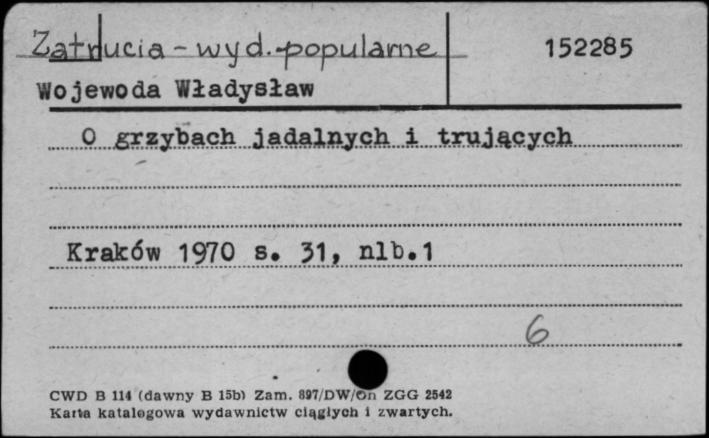 Zatrucia - wyd. popularne 152285
Wojewoda Władysław
O grzybach jadalnych i trujących
Kraków 1970 s. 31, nlb.1
6
CWD B 114 (dawny B 15b) Zam. 897/DW/On ZGG 2542
Karta katalogowa wydawnictw ciągłych i zwartych.